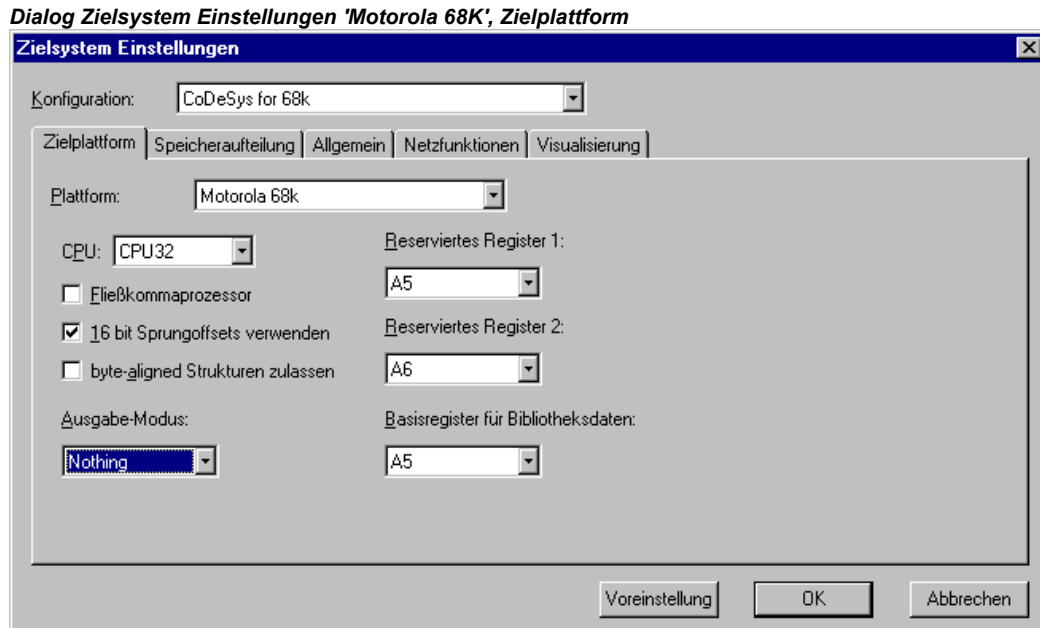 Dialog Zielsystem Einstellungen 'Motorola 68K', Zielplattform
Zielsystem Einstellungen
Konfiguration: CoDeSys for 68k
Zielplattform Speicheraufteilung Allgemein Netzfunktionen Visualisierung
Plattform: Motorola 68k
CPU: CPU32
Reserviertes Register 1:
A5
Fließkommaprozessor
16 bit Sprungoffsets verwenden
Reserviertes Register 2:
A6
byte-aligned Strukturen zulassen
Ausgabe-Modus:
Nothing
Basisregister für Bibliotheksdaten:
A5
Voreinstellung OK Abbrechen